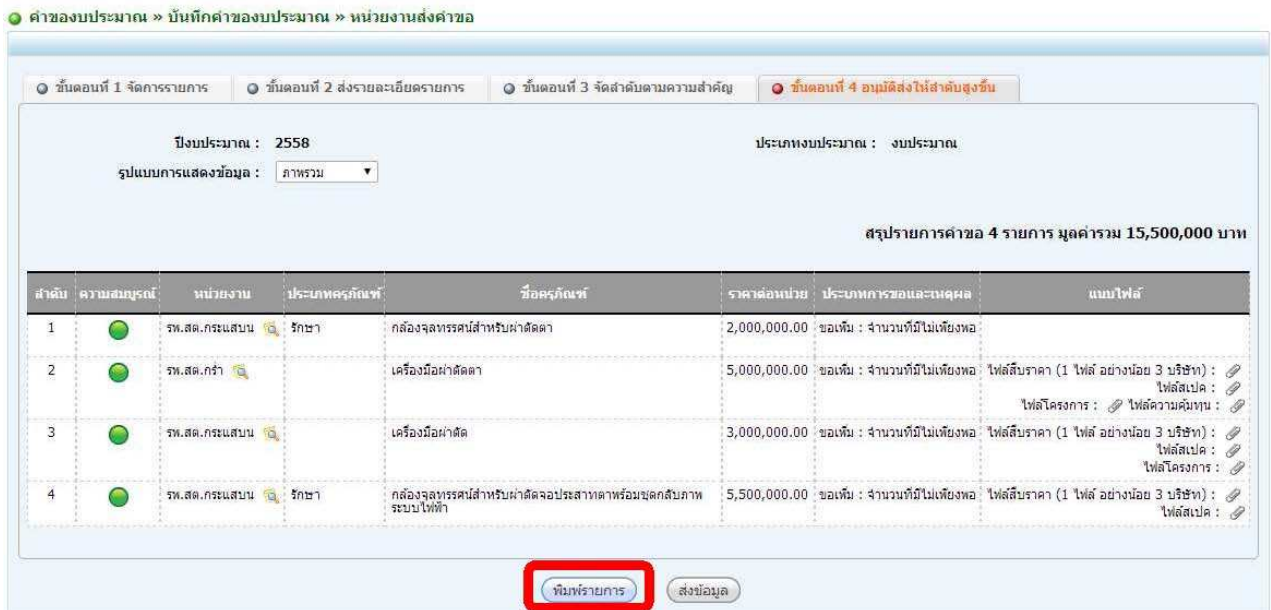 คำของบประมาณ » บันทึกคำของบประมาณ » หน่วยงานส่งคำขอ
ขั้นตอนที่ 1 จัดการรายการ ขั้นตอนที่ 2 ส่งรายละเอียดรายการ ขั้นตอนที่ 3 จัดลำดับตามความสำคัญ ขั้นตอนที่ 4 อนุมัติส่งให้ลำดับสูงขึ้น
ปีงบประมาณ : 2558 ประเภทงบประมาณ : งบประมาณ
รูปแบบการแสดงข้อมูล : ภาพรวม
สรุปรายการคำขอ 4 รายการ มูลค่ารวม 15,500,000 บาท
ลำดับ ความสมบูรณ์ หน่วยงาน ประเภทครุภัณฑ์ ชื่อครุภัณฑ์ ราคาต่อหน่วย ประเภทการขอและเหตุผล แนบไฟล์
1 รพ.สต.กระแสบน รักษา กล้องจุลทรรศน์สำหรับผ่าตัดตา 2,000,000.00 ขอเพิ่ม : จำนวนที่มีไม่เพียงพอ
2 รพ.สต.กร่ำ เครื่องมือผ่าตัดตา 5,000,000.00 ขอเพิ่ม : จำนวนที่มีไม่เพียงพอ ไฟล์สืบราคา (1 ไฟล์ อย่างน้อย 3 บริษัท) :
ไฟล์สเปค :
ไฟล์โครงการ : ไฟล์ความคุ้มทุน :
3 รพ.สต.กระแสบน เครื่องมือผ่าตัด 3,000,000.00 ขอเพิ่ม : จำนวนที่มีไม่เพียงพอ ไฟล์สืบราคา (1 ไฟล์ อย่างน้อย 3 บริษัท) :
ไฟล์สเปค :
ไฟล์โครงการ :
4 รพ.สต.กระแสบน รักษา กล้องจุลทรรศน์สำหรับผ่าตัดจอประสาทตาพร้อมชุดกลับภาพ 5,500,000.00 ขอเพิ่ม : จำนวนที่มีไม่เพียงพอ ไฟล์สืบราคา (1 ไฟล์ อย่างน้อย 3 บริษัท) :
ระบบไฟฟ้า ไฟล์สเปค :
พิมพ์รายการ ส่งข้อมูล